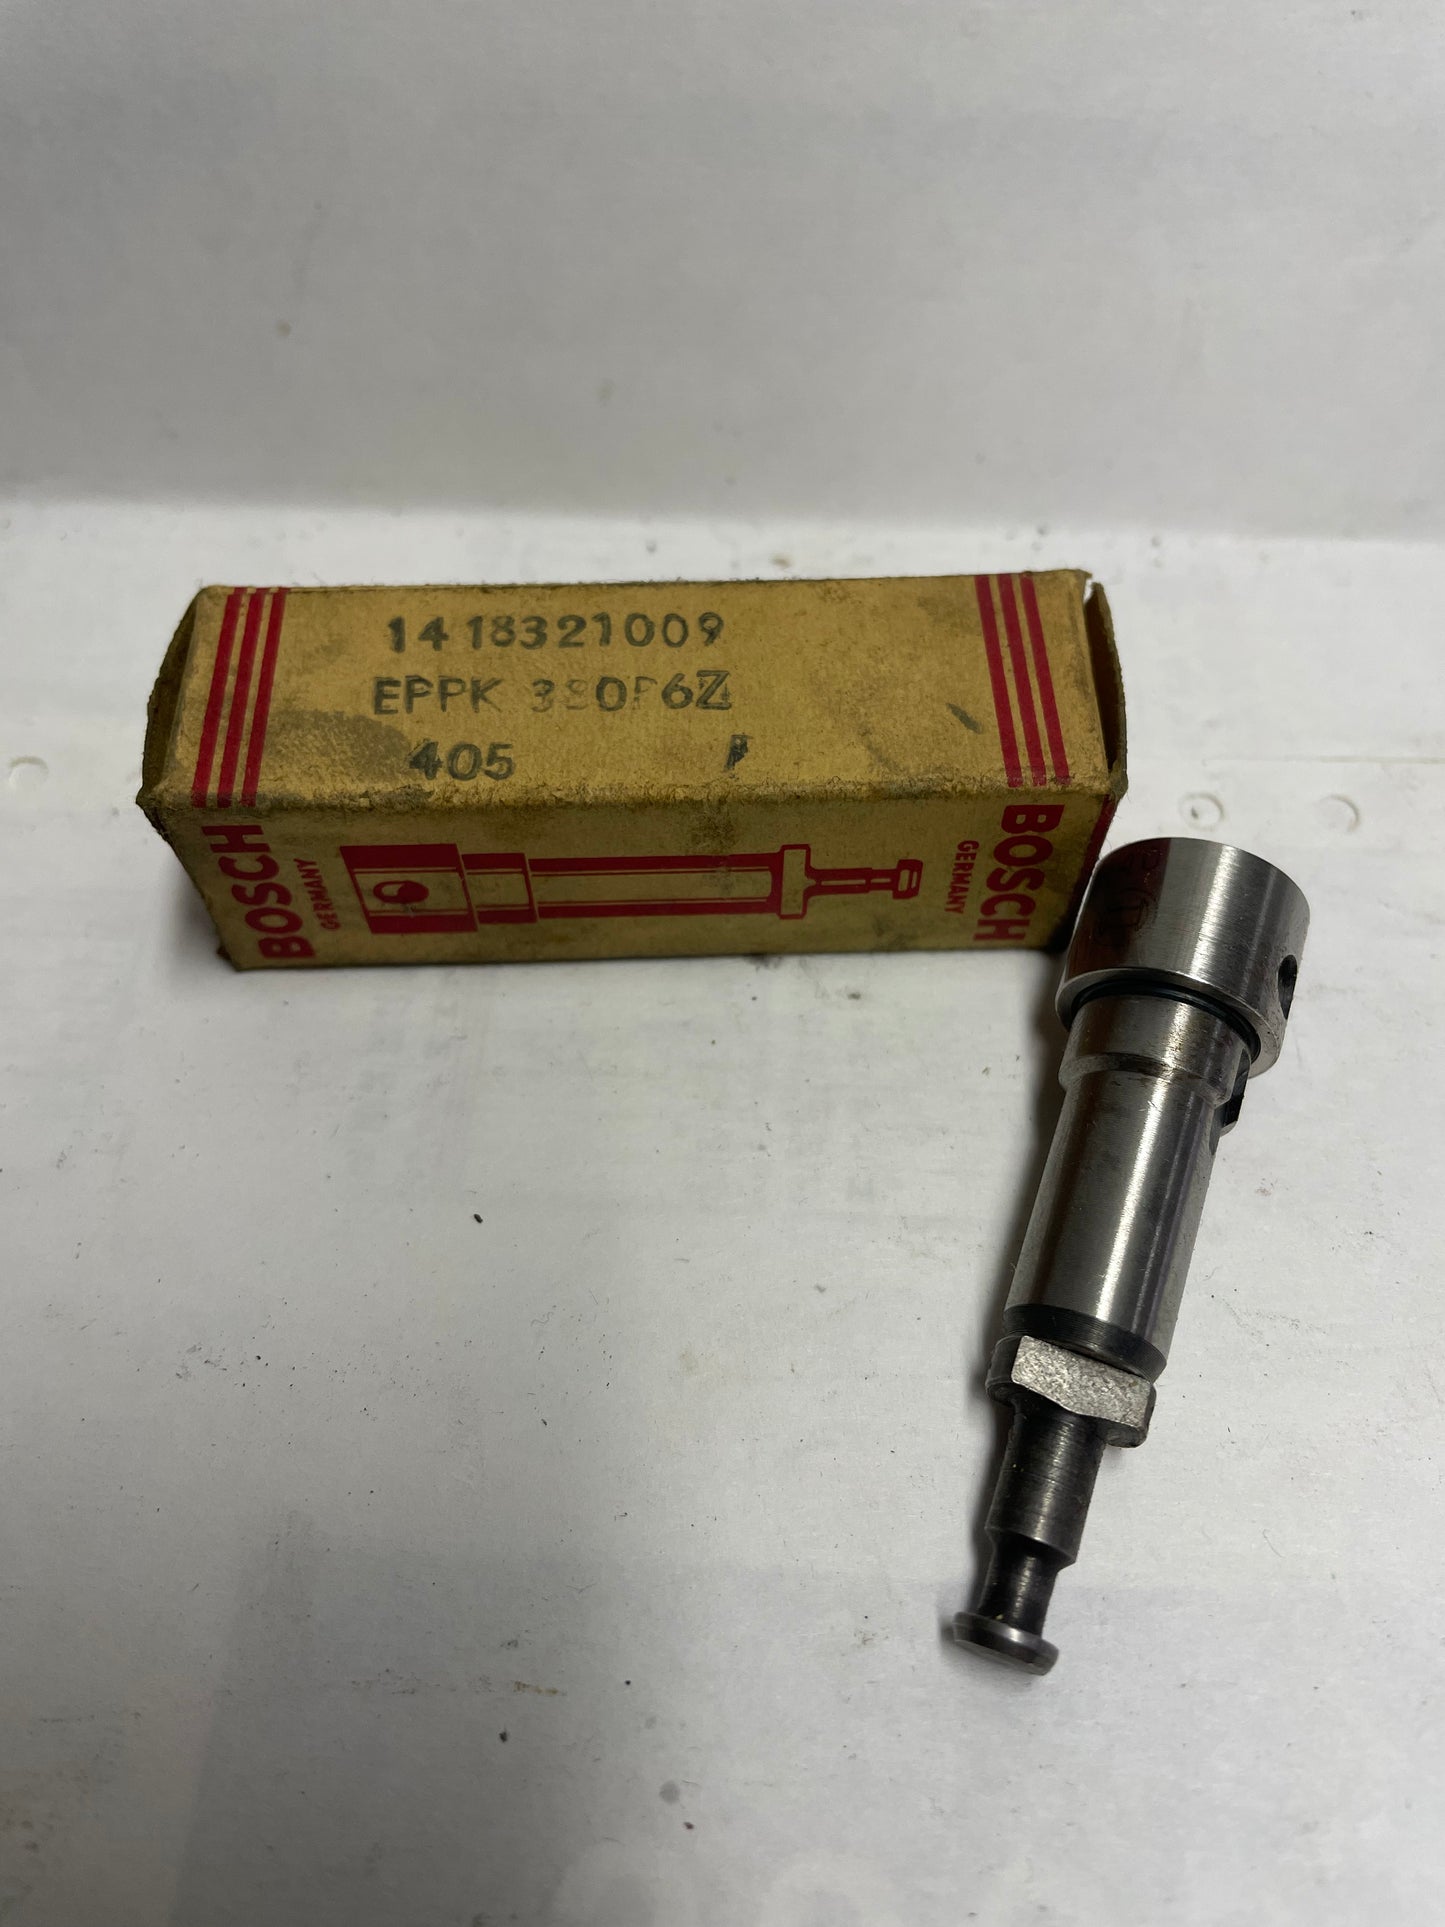 1418321009
EPPK 380P6Z
405 F
BOSCH
GERMANY
BOSCH
GERMANY